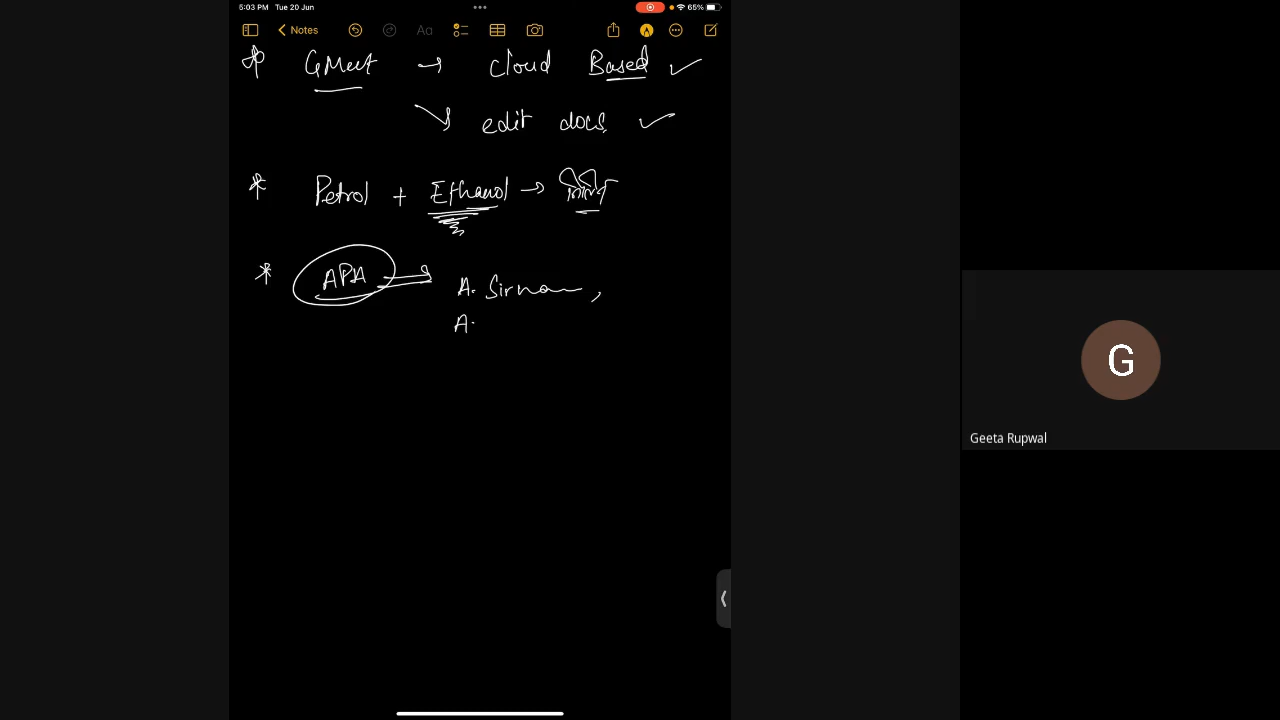 5:03 PM Tue 20 Jun
65%
Notes
Aa
* GMeet → cloud Based ✓
↘ edit docs ✓
* Petrol + Ethanol →
* APA ⇒ A. Sirnam,
A.
G
Geeta Rupwal